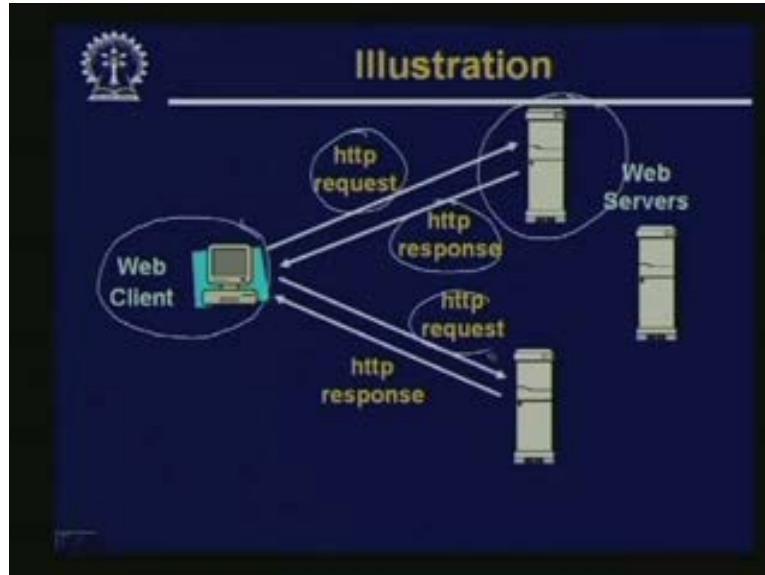 Illustration
http
request
Web
Servers
http
response
Web
Client
http
request
http
response